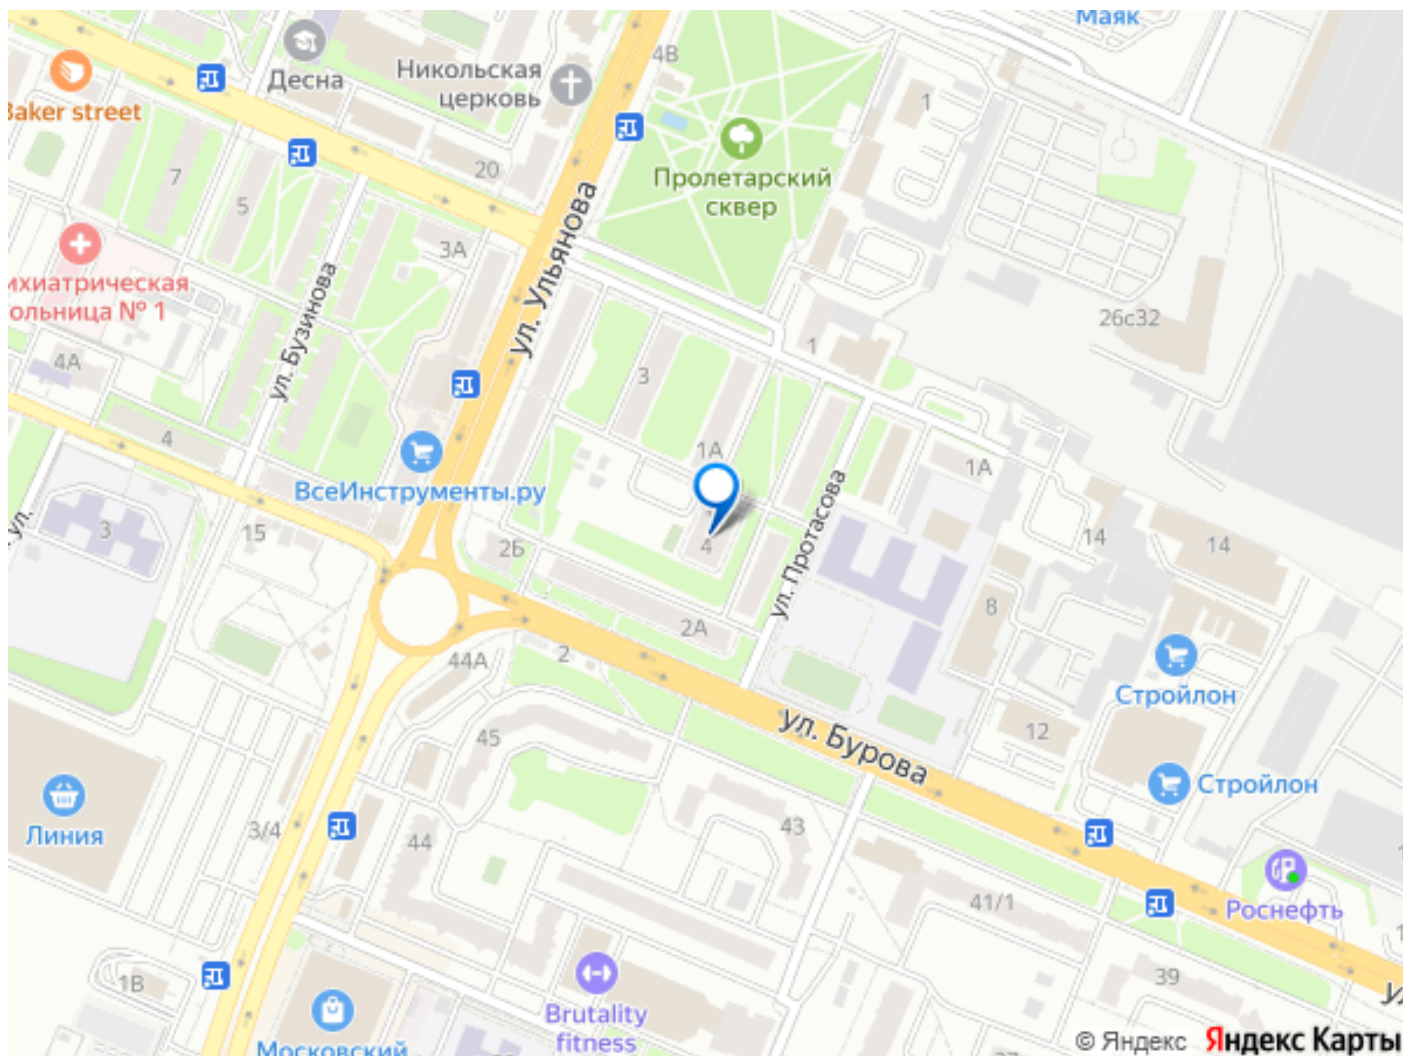 Маяк
4В
Десна
Никольская
церковь
Baker street
1
Пролетарский
сквер
7
20
5
ул. Ульянова
3А
ихиатрическая
ольница № 1
ул. Бузинова
26с32
1
4А
3
4
1А
1А
ВсеИнструменты.ру
ул. Протасова
ул.
3
15
2Б
4
14
14
8
2А
44А
2
Стройлон
ул. Бурова
12
45
Стройлон
Линия
3/4
44
43
41/1
Роснефть
1В
39
Brutality
fitness
Московский
© Яндекс Яндекс Карты